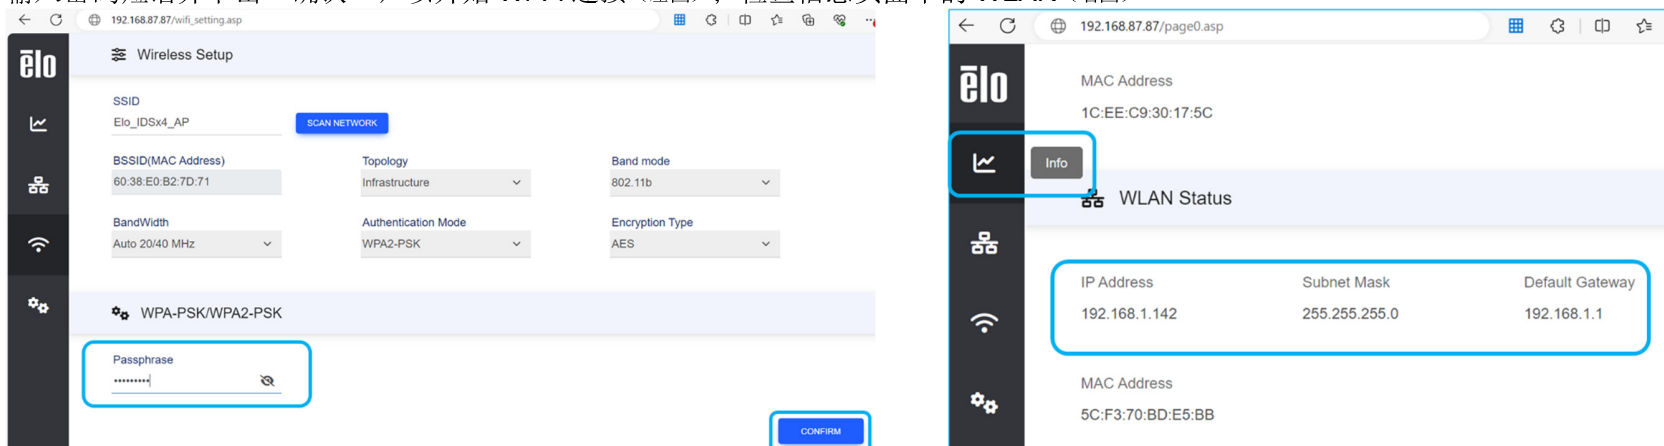 192.168.87.87/wifi_setting.asp
ēlo
Wireless Setup
SSID
Elo_IDSx4_AP
SCAN NETWORK
BSSID(MAC Address)
Topology
Band mode
60:38:E0:B2:7D:71
Infrastructure
802.11b
BandWidth
Authentication Mode
Encryption Type
Auto 20/40 MHz
WPA2-PSK
AES
WPA-PSK/WPA2-PSK
Passphrase
•••••••••
CONFIRM
192.168.87.87/page0.asp
ēlo
MAC Address
1C:EE:C9:30:17:5C
Info
WLAN Status
IP Address
Subnet Mask
Default Gateway
192.168.1.142
255.255.255.0
192.168.1.1
MAC Address
5C:F3:70:BD:E5:BB